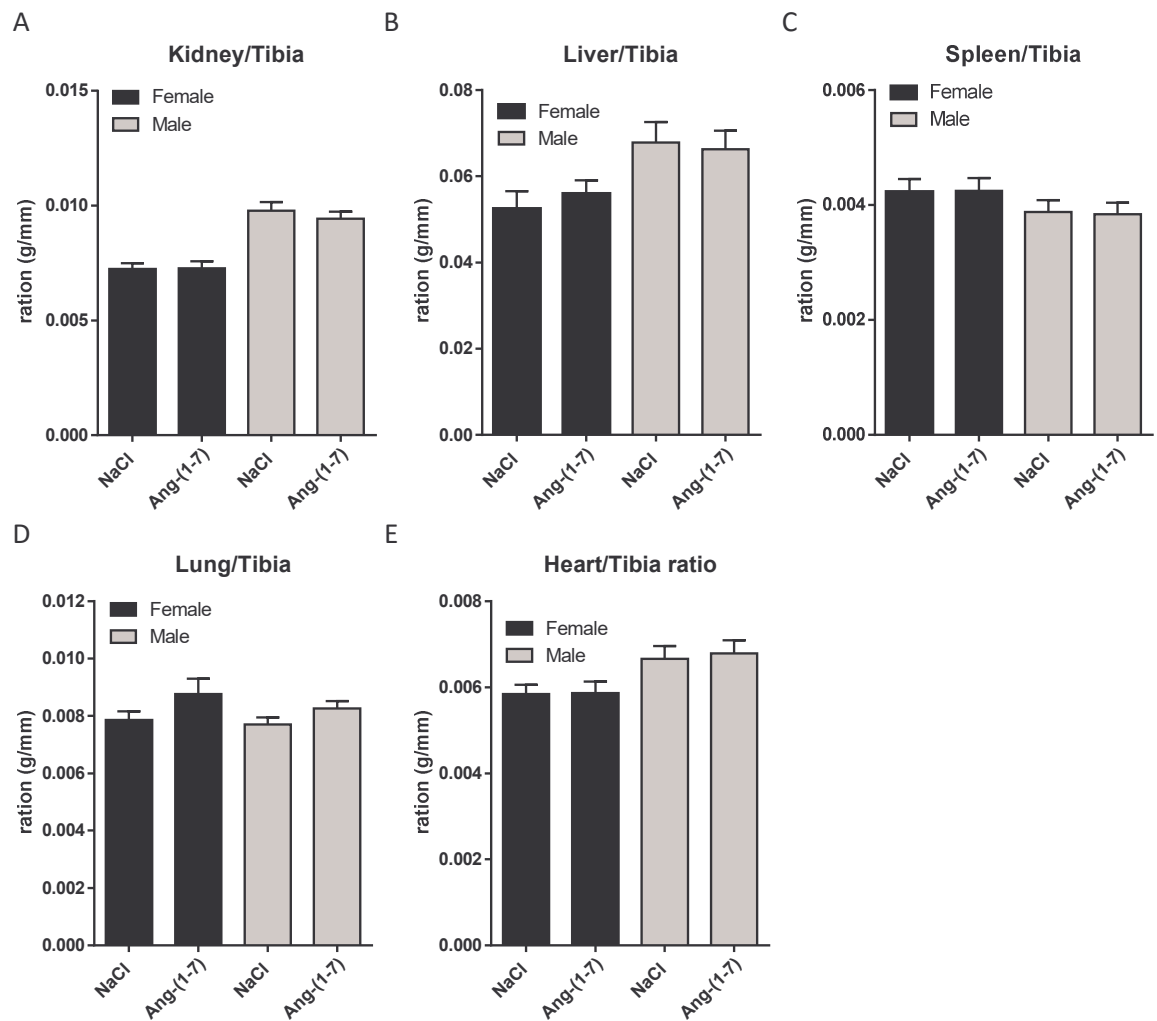 A
Kidney/Tibia
ration (g/mm)
0.015
0.010
0.005
0.000
Female
Male
NaCl
Ang-(1-7)
NaCl
Ang-(1-7)
B
Liver/Tibia
ration (g/mm)
0.08
0.06
0.04
0.02
0.00
Female
Male
NaCl
Ang-(1-7)
NaCl
Ang-(1-7)
C
Spleen/Tibia
ration (g/mm)
0.006
0.004
0.002
0.000
Female
Male
NaCl
Ang-(1-7)
NaCl
Ang-(1-7)
D
Lung/Tibia
ration (g/mm)
0.012
0.010
0.008
0.006
0.004
0.002
0.000
Female
Male
NaCl
Ang-(1-7)
NaCl
Ang-(1-7)
E
Heart/Tibia ratio
ration (g/mm)
0.008
0.006
0.004
0.002
0.000
Female
Male
NaCl
Ang-(1-7)
NaCl
Ang-(1-7)